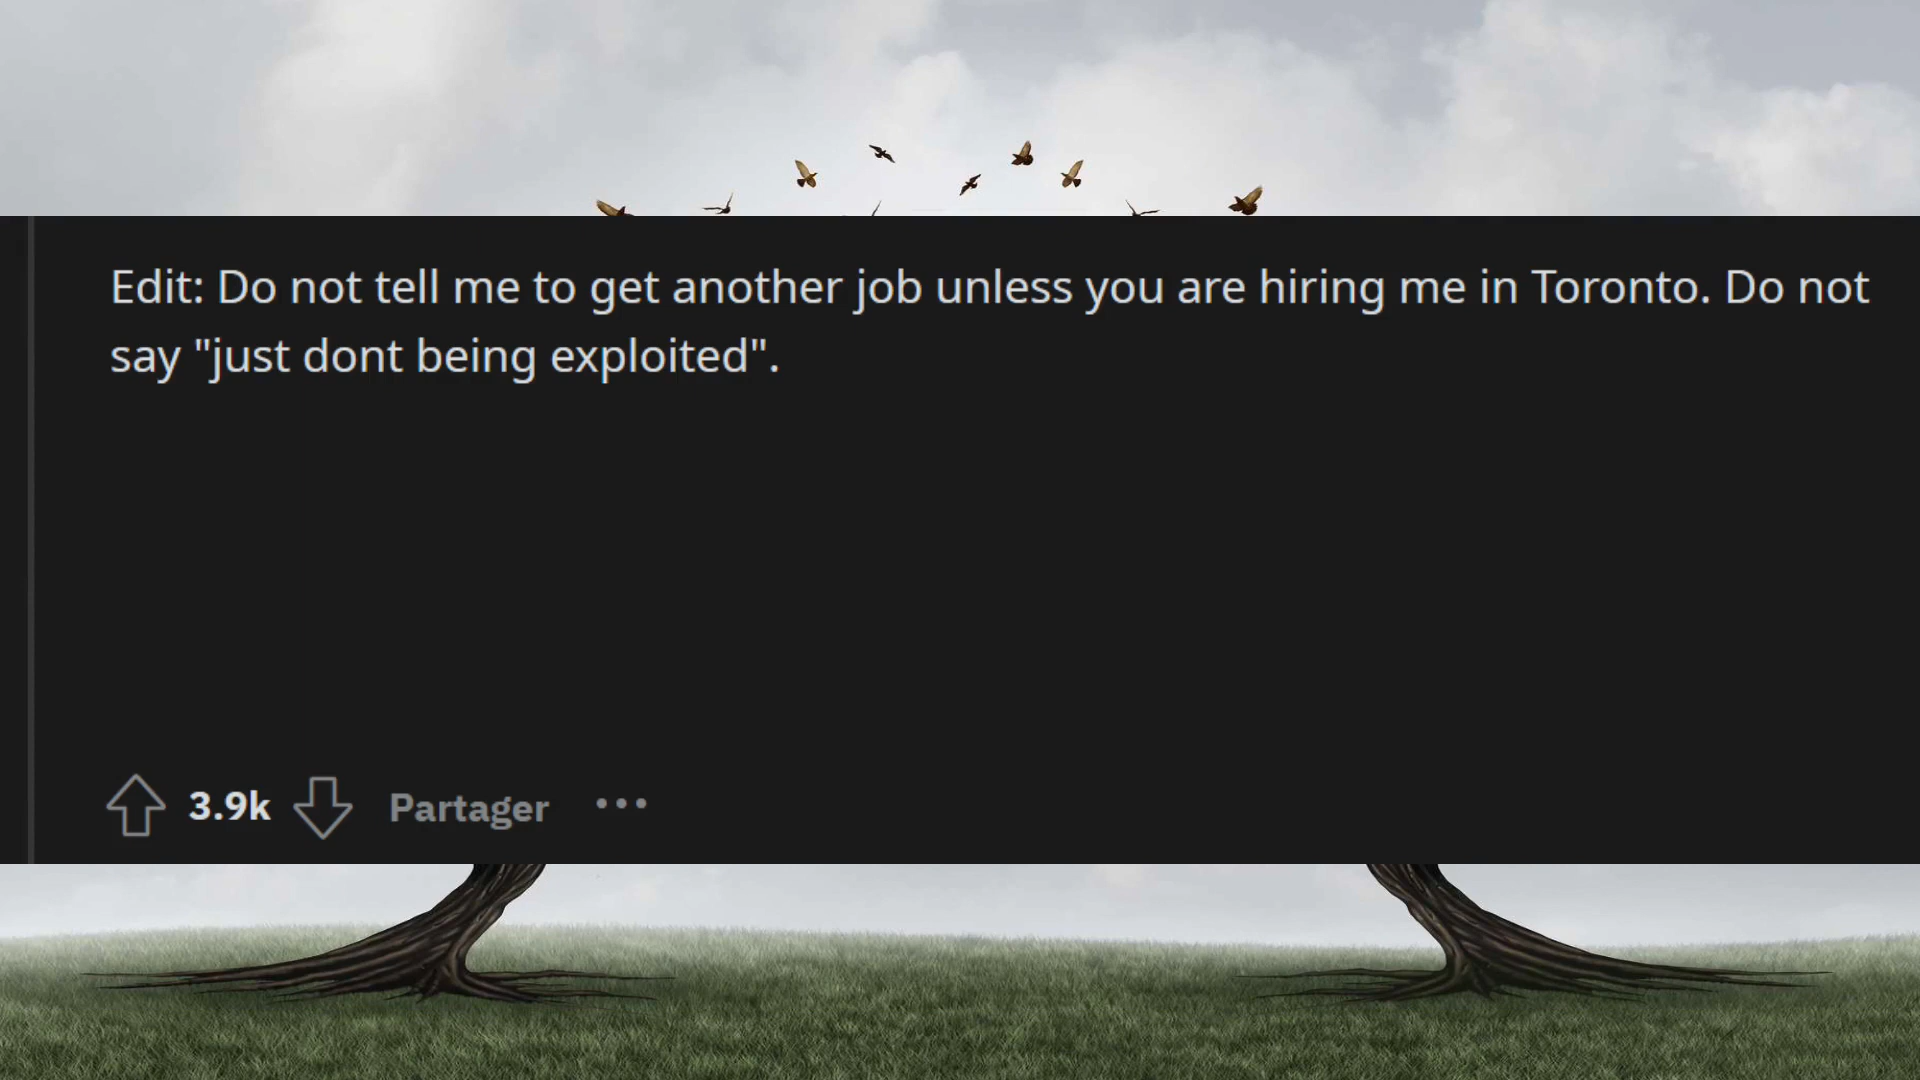 Edit: Do not tell me to get another job unless you are hiring me in Toronto. Do not
say "just dont being exploited".
3.9k Partager